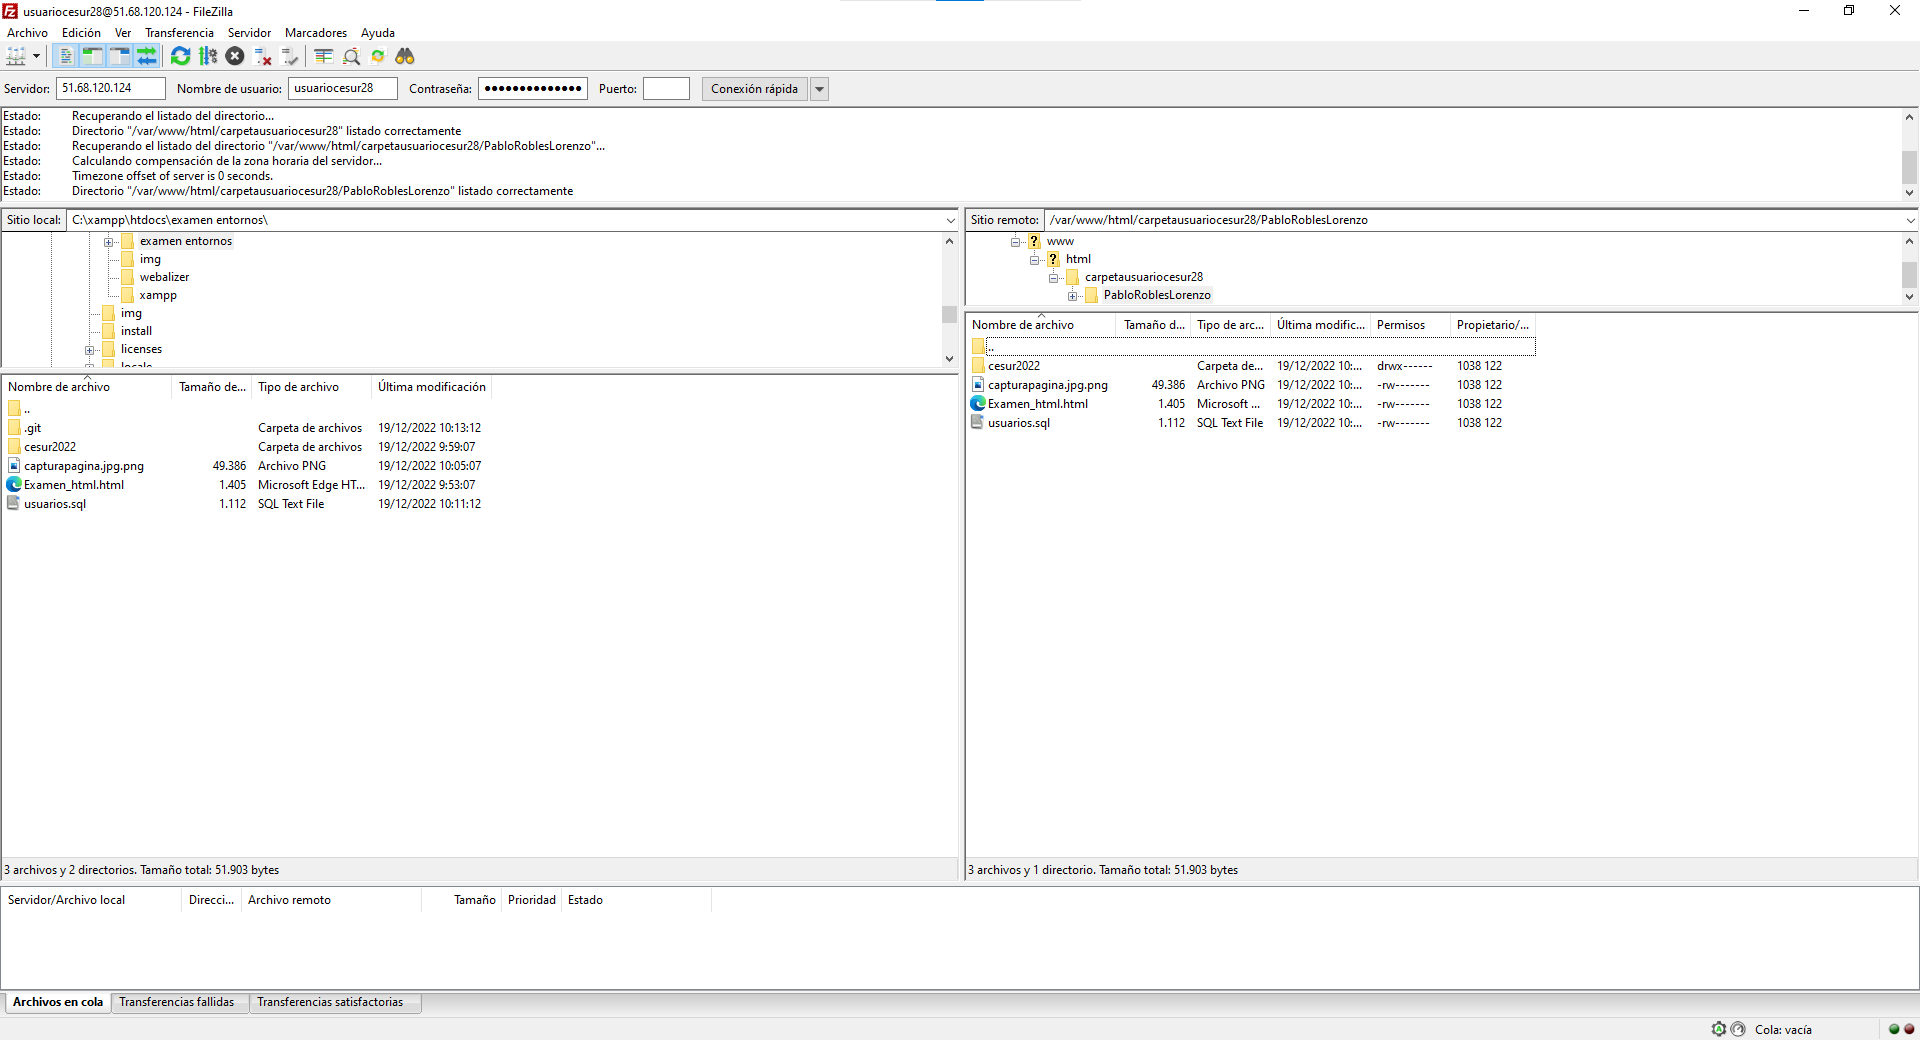 usuariocesur28@51.68.120.124 - FileZilla
Archivo Edición Ver Transferencia Servidor Marcadores Ayuda
Servidor: 51.68.120.124 Nombre de usuario: usuariocesur28 Contraseña: ●●●●●●●●●●●●●● Puerto: Conexión rápida
Estado: Recuperando el listado del directorio...
Estado: Directorio "/var/www/html/carpetausuariocesur28" listado correctamente
Estado: Recuperando el listado del directorio "/var/www/html/carpetausuariocesur28/PabloRoblesLorenzo"...
Estado: Calculando compensación de la zona horaria del servidor...
Estado: Timezone offset of server is 0 seconds.
Estado: Directorio "/var/www/html/carpetausuariocesur28/PabloRoblesLorenzo" listado correctamente
Sitio local: C:\xampp\htdocs\examen entornos\
examen entornos
img
webalizer
xampp
img
install
licenses
locale
Nombre de archivo Tamaño de... Tipo de archivo Última modificación
..
.git Carpeta de archivos 19/12/2022 10:13:12
cesur2022 Carpeta de archivos 19/12/2022 9:59:07
capturapagina.jpg.png 49.386 Archivo PNG 19/12/2022 10:05:07
Examen_html.html 1.405 Microsoft Edge HT... 19/12/2022 9:53:07
usuarios.sql 1.112 SQL Text File 19/12/2022 10:11:12
3 archivos y 2 directorios. Tamaño total: 51.903 bytes
Sitio remoto: /var/www/html/carpetausuariocesur28/PabloRoblesLorenzo
www
html
carpetausuariocesur28
PabloRoblesLorenzo
Nombre de archivo Tamaño d... Tipo de arc... Última modific... Permisos Propietario/...
..
cesur2022 Carpeta de... 19/12/2022 10:... drwx------ 1038 122
capturapagina.jpg.png 49.386 Archivo PNG 19/12/2022 10:... -rw------- 1038 122
Examen_html.html 1.405 Microsoft ... 19/12/2022 10:... -rw------- 1038 122
usuarios.sql 1.112 SQL Text File 19/12/2022 10:... -rw------- 1038 122
3 archivos y 1 directorio. Tamaño total: 51.903 bytes
Servidor/Archivo local Direcci... Archivo remoto Tamaño Prioridad Estado
Archivos en cola Transferencias fallidas Transferencias satisfactorias
Cola: vacía